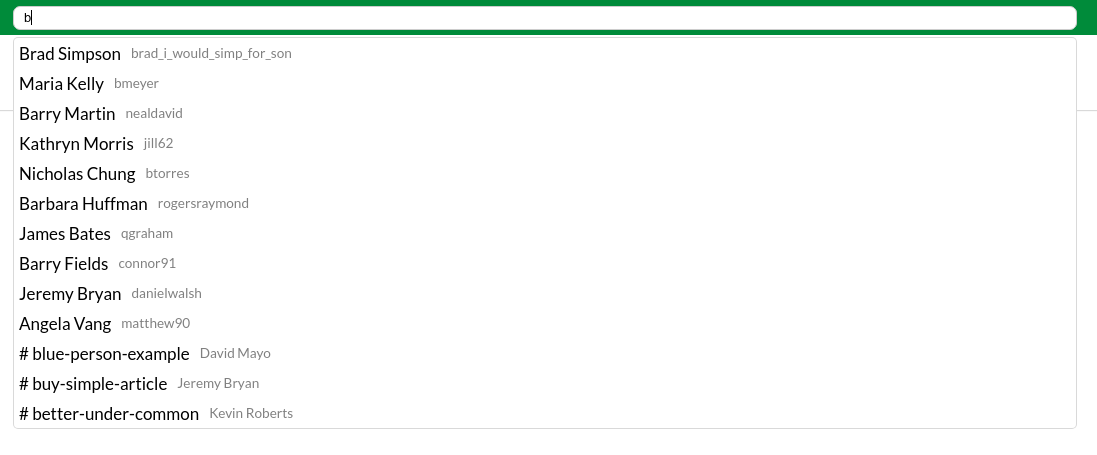 b
Brad Simpson brad_i_would_simp_for_son
Maria Kelly bmeyer
Barry Martin nealdavid
Kathryn Morris jill62
Nicholas Chung btorres
Barbara Huffman rogersraymond
James Bates qgraham
Barry Fields connor91
Jeremy Bryan danielwalsh
Angela Vang matthew90
# blue-person-example David Mayo
# buy-simple-article Jeremy Bryan
# better-under-common Kevin Roberts